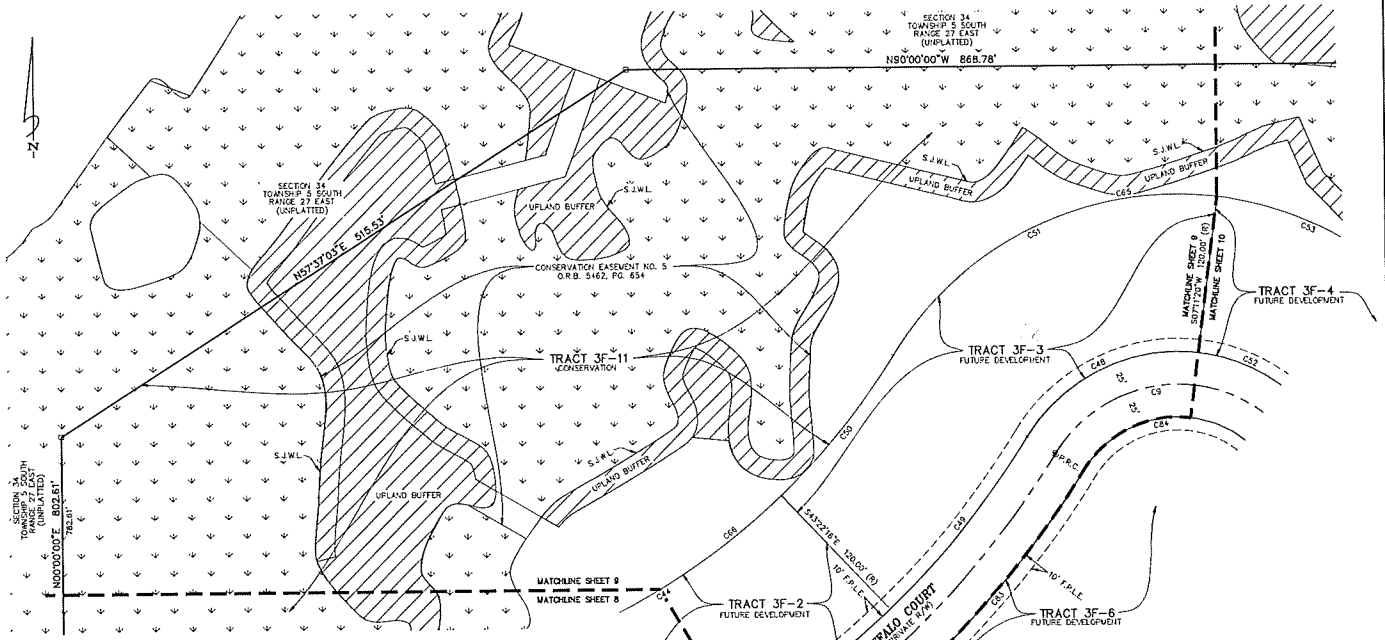 SECTION 34
TOWNSHIP 5 SOUTH
RANGE 27 EAST
(UNPLATTED)
N90°00'00"W 868.78'
N
SECTION 34
TOWNSHIP 5 SOUTH
RANGE 27 EAST
(UNPLATTED)
N57°37'03"E 515.53'
S.J.W.L.
UPLAND BUFFER
S.J.W.L.
UPLAND BUFFER
S.J.W.L.
UPLAND BUFFER
C65
C51
C53
CONSERVATION EASEMENT NO. 5
O.R.B. 5462, PG. 654
MATCHLINE SHEET 9
S07°11'20"W 120.00' (R)
MATCHLINE SHEET 10
TRACT 3F-4
FUTURE DEVELOPMENT
S.J.W.L.
TRACT 3F-11
CONSERVATION
TRACT 3F-3
FUTURE DEVELOPMENT
C48
C52
25'
C9
25'
C84
C50
P.R.C.
S.J.W.L.
S.J.W.L.
UPLAND BUFFER
UPLAND BUFFER
SECTION 34
TOWNSHIP 5 SOUTH
RANGE 27 EAST
(UNPLATTED)
N00°00'00"E 802.61'
782.61'
C66
S43°22'16"E 120.00' (R)
C49
10' F.P.L.E.
MATCHLINE SHEET 9
MATCHLINE SHEET 8
C44
TRACT 3F-2
FUTURE DEVELOPMENT
COURT
10' F.P.L.E.
C83
TRACT 3F-6
FUTURE DEVELOPMENT